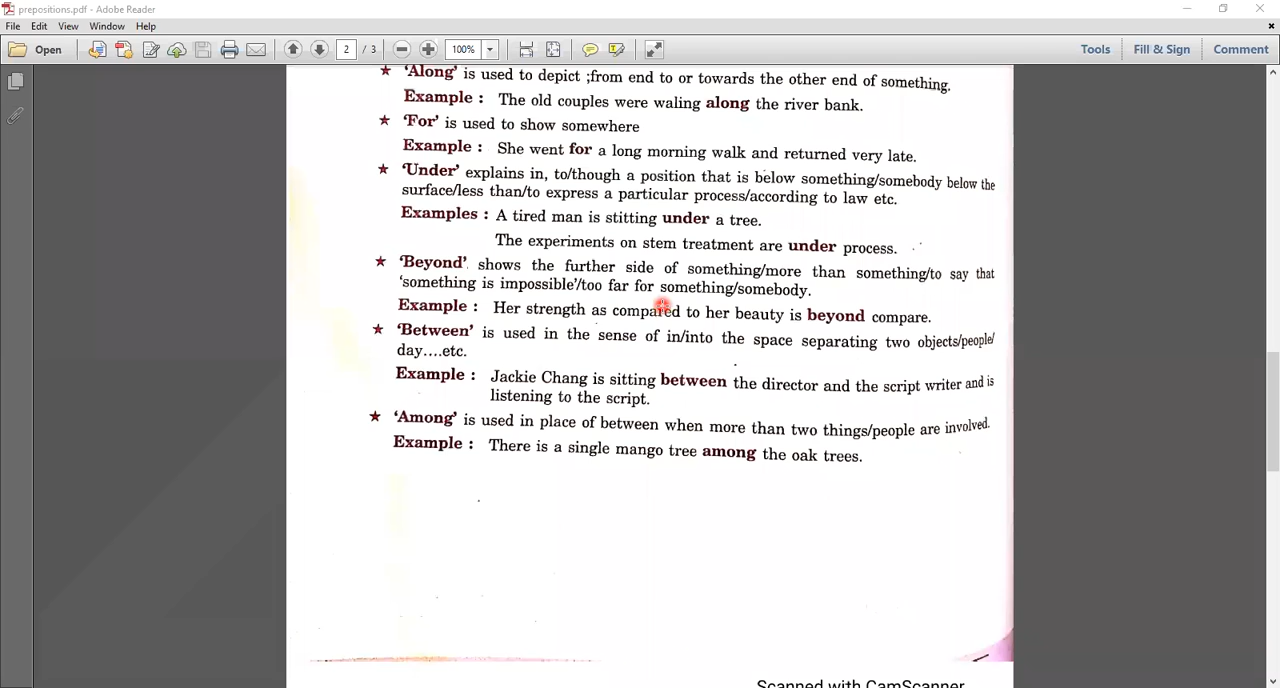 prepositions.pdf - Adobe Reader
File Edit View Window Help
Open 2 / 3 100% Tools Fill & Sign Comment
★ 'Along' is used to depict ;from end to or towards the other end of something.
Example : The old couples were waling along the river bank.
★ 'For' is used to show somewhere
Example : She went for a long morning walk and returned very late.
★ 'Under' explains in, to/though a position that is below something/somebody below the
surface/less than/to express a particular process/according to law etc.
Examples : A tired man is stitting under a tree.
The experiments on stem treatment are under process.
★ 'Beyond' shows the further side of something/more than something/to say that
'something is impossible'/too far for something/somebody.
Example : Her strength as compared to her beauty is beyond compare.
★ 'Between' is used in the sense of in/into the space separating two objects/people/
day....etc.
Example : Jackie Chang is sitting between the director and the script writer and is
listening to the script.
★ 'Among' is used in place of between when more than two things/people are involved.
Example : There is a single mango tree among the oak trees.
Scanned with CamScanner